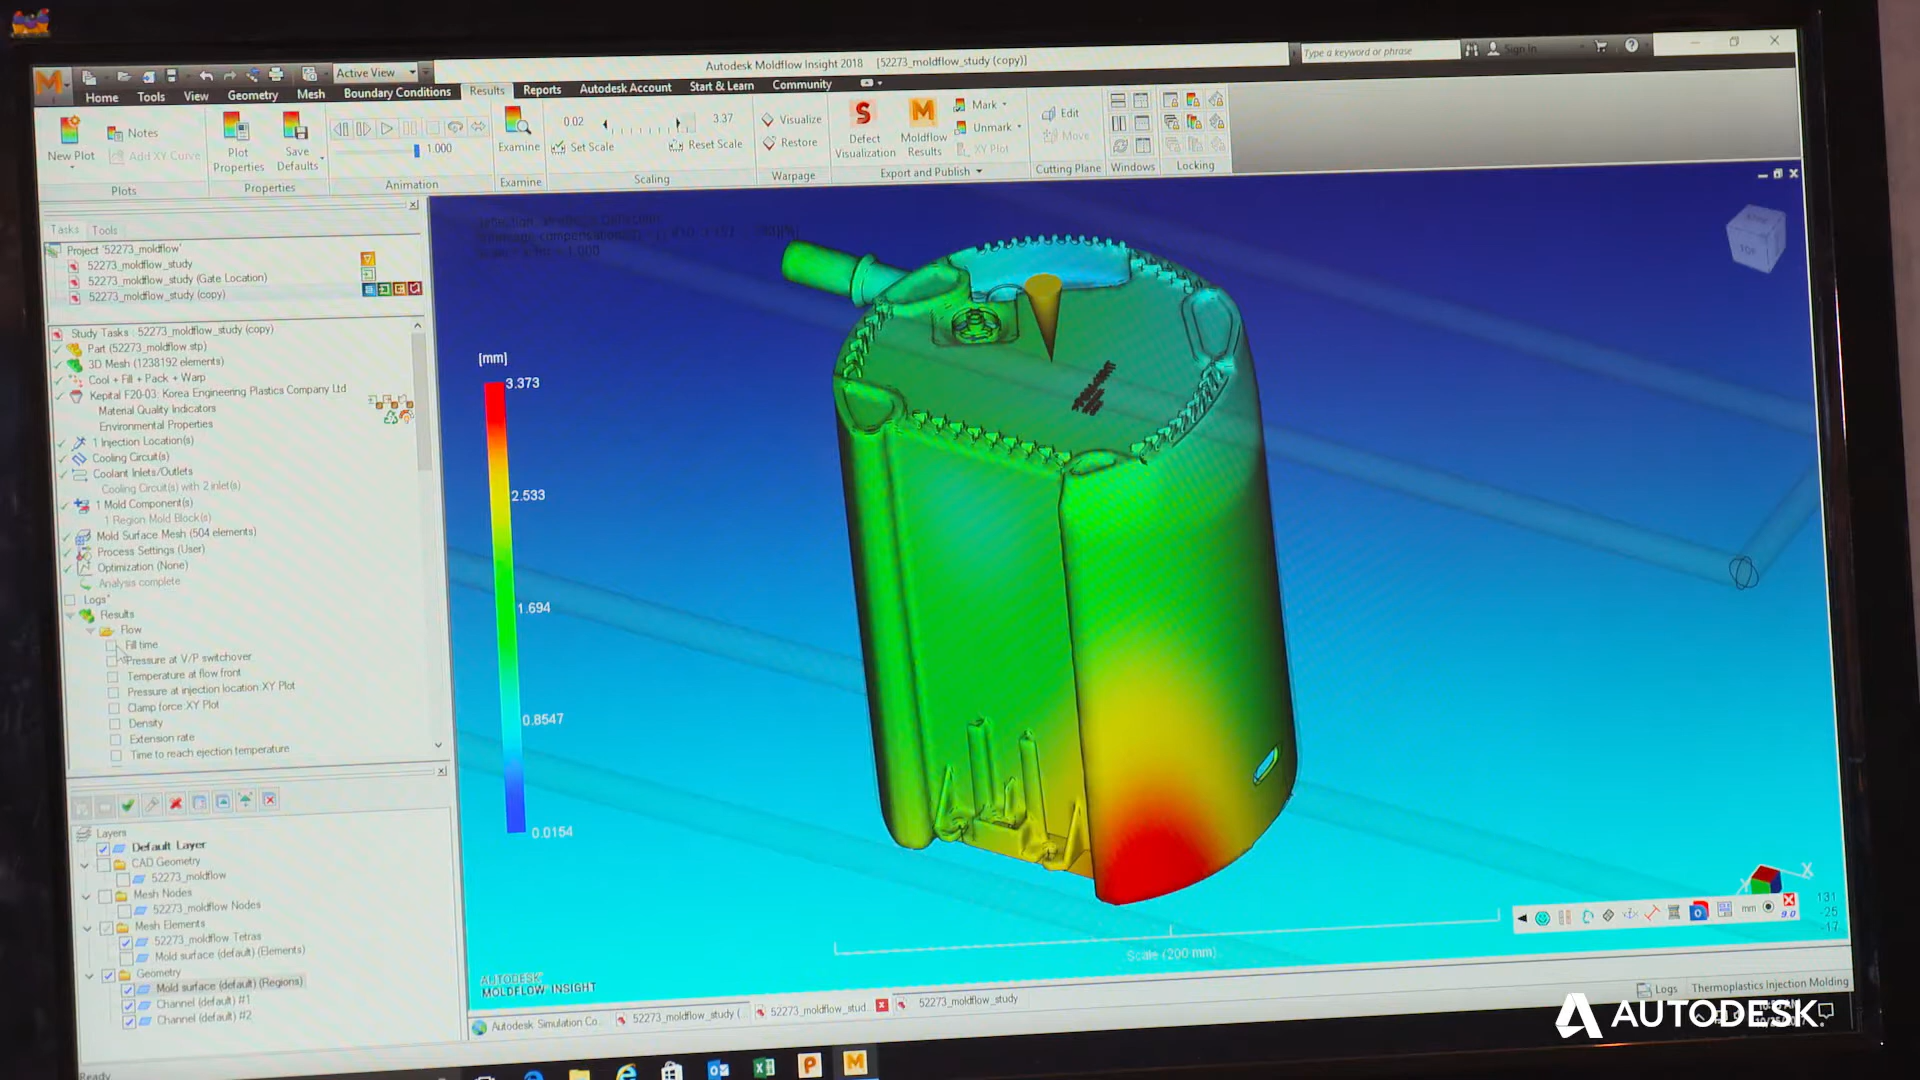 Active View
Autodesk Moldflow Insight 2018 [52273_moldflow_study (copy)]
Type a keyword or phrase
Sign In
Home Tools View Geometry Mesh Boundary Conditions Results Reports Autodesk Account Start & Learn Community
New Plot
Notes
Add XY Curve
Plots
Plot Properties
Save Defaults
Properties
1.000
Animation
Examine
Examine
0.02
3.37
Set Scale
Reset Scale
Scaling
Visualize
Restore
Warpage
Defect Visualization
Moldflow Results
Mark
Unmark
XY Plot
Export and Publish
Edit
Move
Cutting Plane
Windows
Locking
Tasks Tools
Project '52273_moldflow'
52273_moldflow_study
52273_moldflow_study (Gate Location)
52273_moldflow_study (copy)
Study Tasks : 52273_moldflow_study (copy)
Part (52273_moldflow.stp)
3D Mesh (1238192 elements)
Cool + Fill + Pack + Warp
Kepital F20-03: Korea Engineering Plastics Company Ltd
Material Quality Indicators
Environmental Properties
1 Injection Location(s)
Cooling Circuit(s)
Coolant Inlets/Outlets
Cooling Circuit(s) with 2 inlet(s)
1 Mold Component(s)
1 Region Mold Block(s)
Mold Surface Mesh (504 elements)
Process Settings (User)
Optimization (None)
Analysis complete
Logs*
Results
Flow
Fill time
Pressure at V/P switchover
Temperature at flow front
Pressure at injection location:XY Plot
Clamp force:XY Plot
Density
Extension rate
Time to reach ejection temperature
Layers
Default Layer
CAD Geometry
52273_moldflow
Mesh Nodes
52273_moldflow Nodes
Mesh Elements
52273_moldflow Tetras
Mold surface (default) (Elements)
Geometry
Mold surface (default) (Regions)
Channel (default) #1
Channel (default) #2
Ready
[mm]
3.373
2.533
1.694
0.8547
0.0154
TOP
Scale (200 mm)
AUTODESK
MOLDFLOW INSIGHT
X
Y
131
-25
-17
mm
9.0
Autodesk Simulation Co...
52273_moldflow_study (
52273_moldflow_stud
52273_moldflow_study
Logs
Thermoplastics Injection Molding
AUTODESK